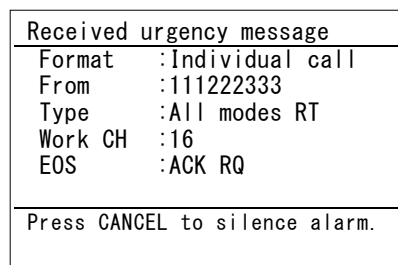 Received urgency message
Format :Individual call
From :111222333
Type :All modes RT
Work CH :16
EOS :ACK RQ
Press CANCEL to silence alarm.